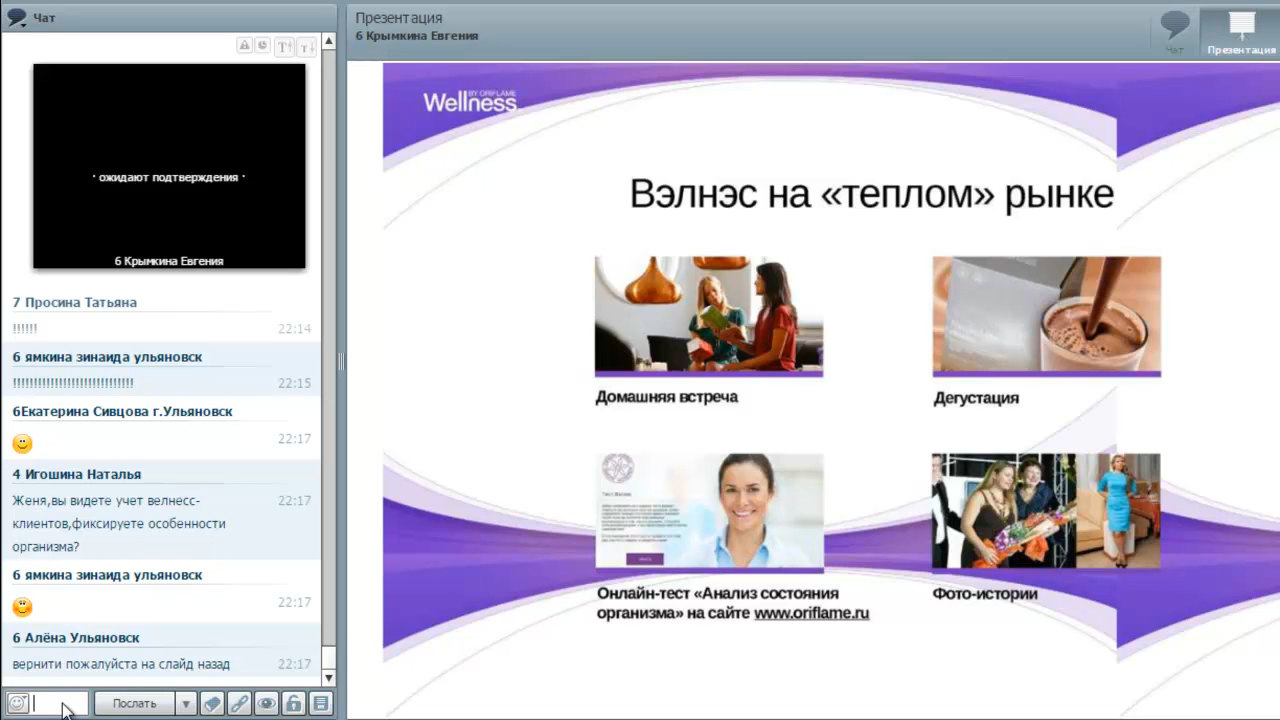 Чат
· ожидают подтверждения ·
6 Крымкина Евгения
7 Просина Татьяна
!!!!!!
22:14
6 ямкина зинаида ульяновск
!!!!!!!!!!!!!!!!!!!!!!!!!!!!!
22:15
6Екатерина Сивцова г.Ульяновск
22:17
4 Игошина Наталья
Женя,вы видете учет велнесс-
22:17
клиентов,фиксируете особенности
организма?
6 ямкина зинаида ульяновск
22:17
6 Алёна Ульяновск
вернити пожалуйста на слайд назад
22:17
Послать
Презентация
6 Крымкина Евгения
Чат
Презентация
BY ORIFLAME
Wellness
Вэлнэс на «теплом» рынке
Домашняя встреча
Дегустация
Онлайн-тест «Анализ состояния
организма» на сайте www.oriflame.ru
Фото-истории